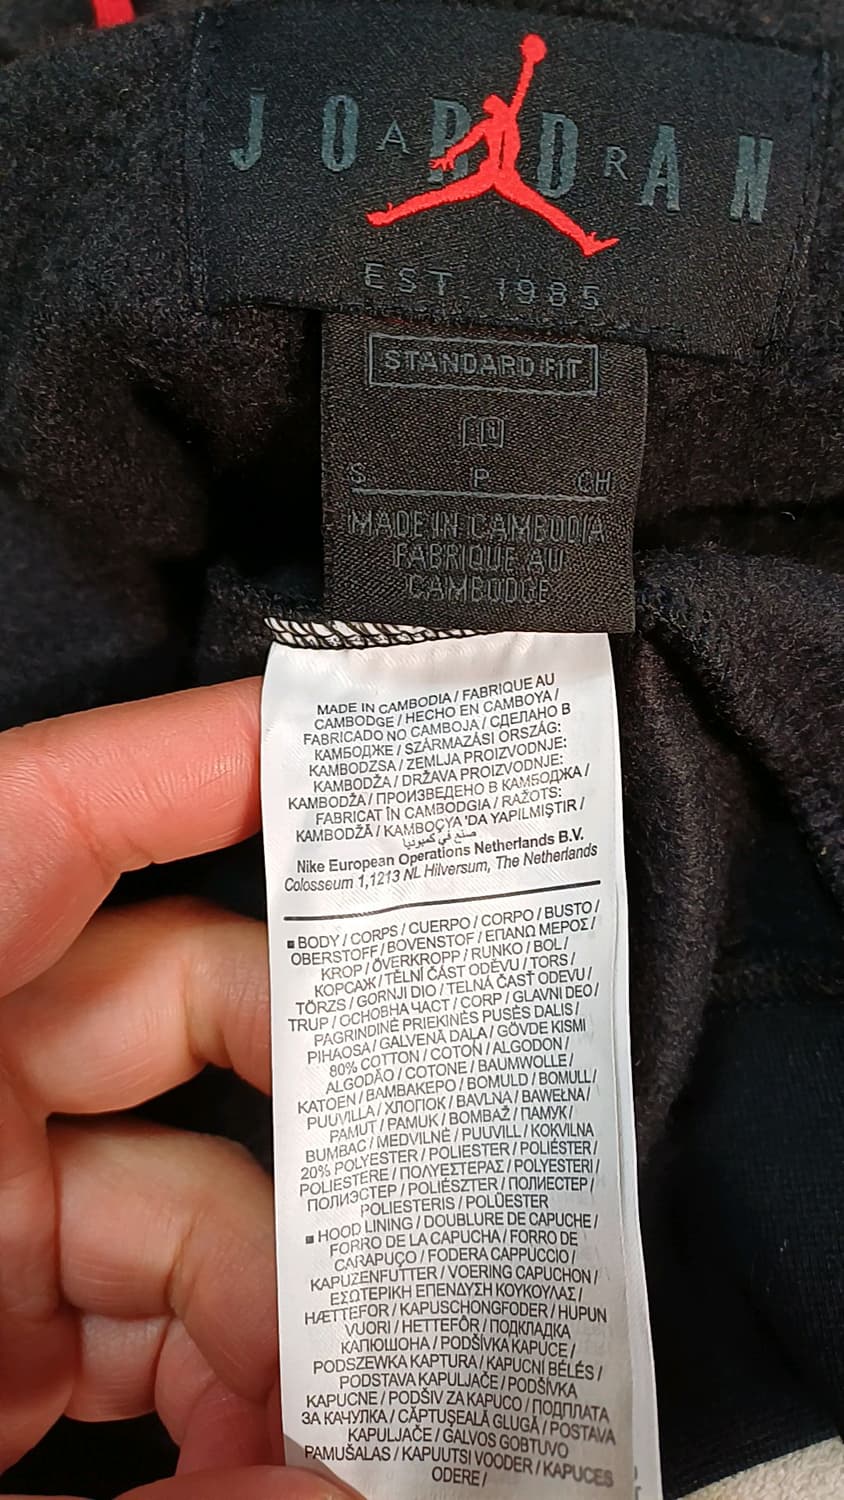 JORDAN
AIR
EST. 1985
STANDARD FIT
S P CH
MADE IN CAMBODIA
FABRIQUE AU
CAMBODGE
MADE IN CAMBODIA / FABRIQUE AU
CAMBODGE / HECHO EN CAMBOYA /
FABRICADO NO CAMBOJA / СДЕЛАНО В
КАМБОДЖЕ / SZÁRMAZÁSI ORSZÁG:
KAMBODZSA / ZEMLJA PROIZVODNJE:
KAMBODŽA / DRŽAVA PROIZVODNJE:
KAMBODŽA / ПРОИЗВЕДЕНО В КАМБОДЖА /
FABRICAT ÎN CAMBODGIA / RAŽOTS:
KAMBODŽĀ / KAMBOÇYA 'DA YAPILMIŞTIR /
صنع في كمبوديا
Nike European Operations Netherlands B.V.
Colosseum 1,1213 NL Hilversum, The Netherlands
■ BODY / CORPS / CUERPO / CORPO / BUSTO /
OBERSTOFF / BOVENSTOF / ΕΠΑΝΩ ΜΕΡΟΣ /
KROP / ÖVERKROPP / RUNKO / BOL /
КОРСАЖ / TĚLNÍ ČÁST ODĚVU / TORS /
TÖRZS / GORNJI DIO / TELNÁ ČASŤ ODEVU /
TRUP / ОСНОВНА ЧАСТ / CORP / GLAVNI DEO /
PAGRINDINĖ PRIEKINĖS PUSĖS DALIS /
PIHAOSA / GALVENĀ DAĻA / GÖVDE KISMI
80% COTTON / COTON / ALGODON /
ALGODÃO / COTONE / BAUMWOLLE /
KATOEN / ΒΑΜΒΑΚΕΡΟ / BOMULD / BOMULL /
PUUVILLA / ХЛОПОК / BAVLNA / BAWEŁNA /
PAMUT / PAMUK / BOMBAŽ / ПАМУК /
BUMBAC / MEDVILNĖ / PUUVILL / KOKVILNA
20% POLYESTER / POLIESTER / POLIÉSTER /
POLIESTERE / ΠΟΛΥΕΣΤΕΡΑΣ / POLYESTERI /
ПОЛИЭСТЕР / POLIÉSZTER / ПОЛИЕСТЕР /
POLIESTERIS / POLÜESTER
■ HOOD LINING / DOUBLURE DE CAPUCHE /
FORRO DE LA CAPUCHA / FORRO DE
CARAPUÇO / FODERA CAPPUCCIO /
KAPUZENFUTTER / VOERING CAPUCHON /
ΕΣΩΤΕΡΙΚΗ ΕΠΕΝΔΥΣΗ ΚΟΥΚΟΥΛΑΣ /
HÆTTEFOR / KAPUSCHONGFODER / HUPUN
VUORI / HETTEFÔR / ПОДКЛАДКА
КАПЮШОНА / PODŠÍVKA KAPUCE /
PODSZEWKA KAPTURA / KAPUCNI BÉLÉS /
PODSTAVA KAPULJAČE / PODŠÍVKA
KAPUCNE / PODŠIV ZA KAPUCO / ПОДПЛАТА
ЗА КАЧУЛКА / CĂPTUȘEALĂ GLUGĂ / POSTAVA
KAPULJAČE / GALVOS GOBTUVO
PAMUŠALAS / KAPUUTSI VOODER / KAPUCES
ODERE /